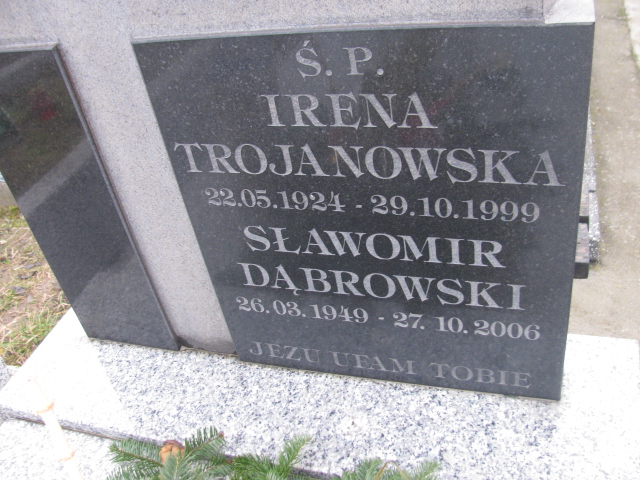 Ś. P.
IRENA
TROJANOWSKA
22.05.1924 - 29.10.1999
SŁAWOMIR
DĄBROWSKI
26.03.1949 - 27.10.2006
JEZU UFAM TOBIE